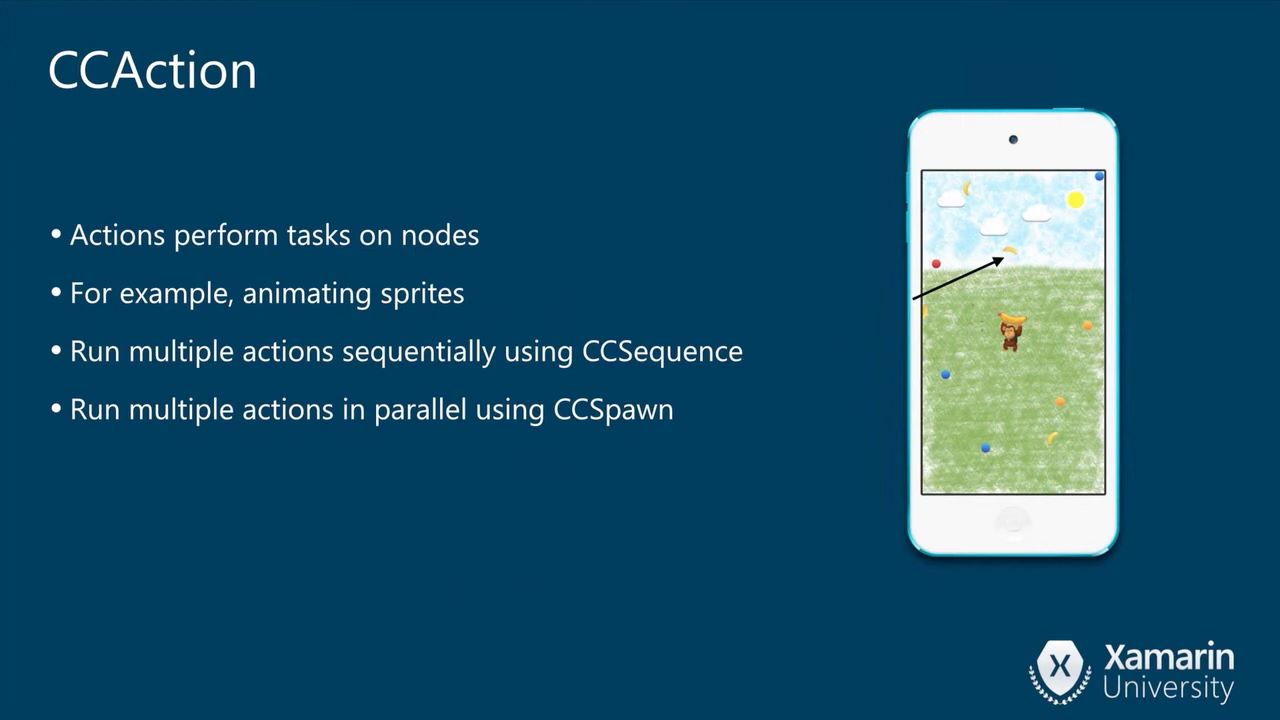 CCAction
• Actions perform tasks on nodes
• For example, animating sprites
• Run multiple actions sequentially using CCSequence
• Run multiple actions in parallel using CCSpawn
X
Xamarin
University